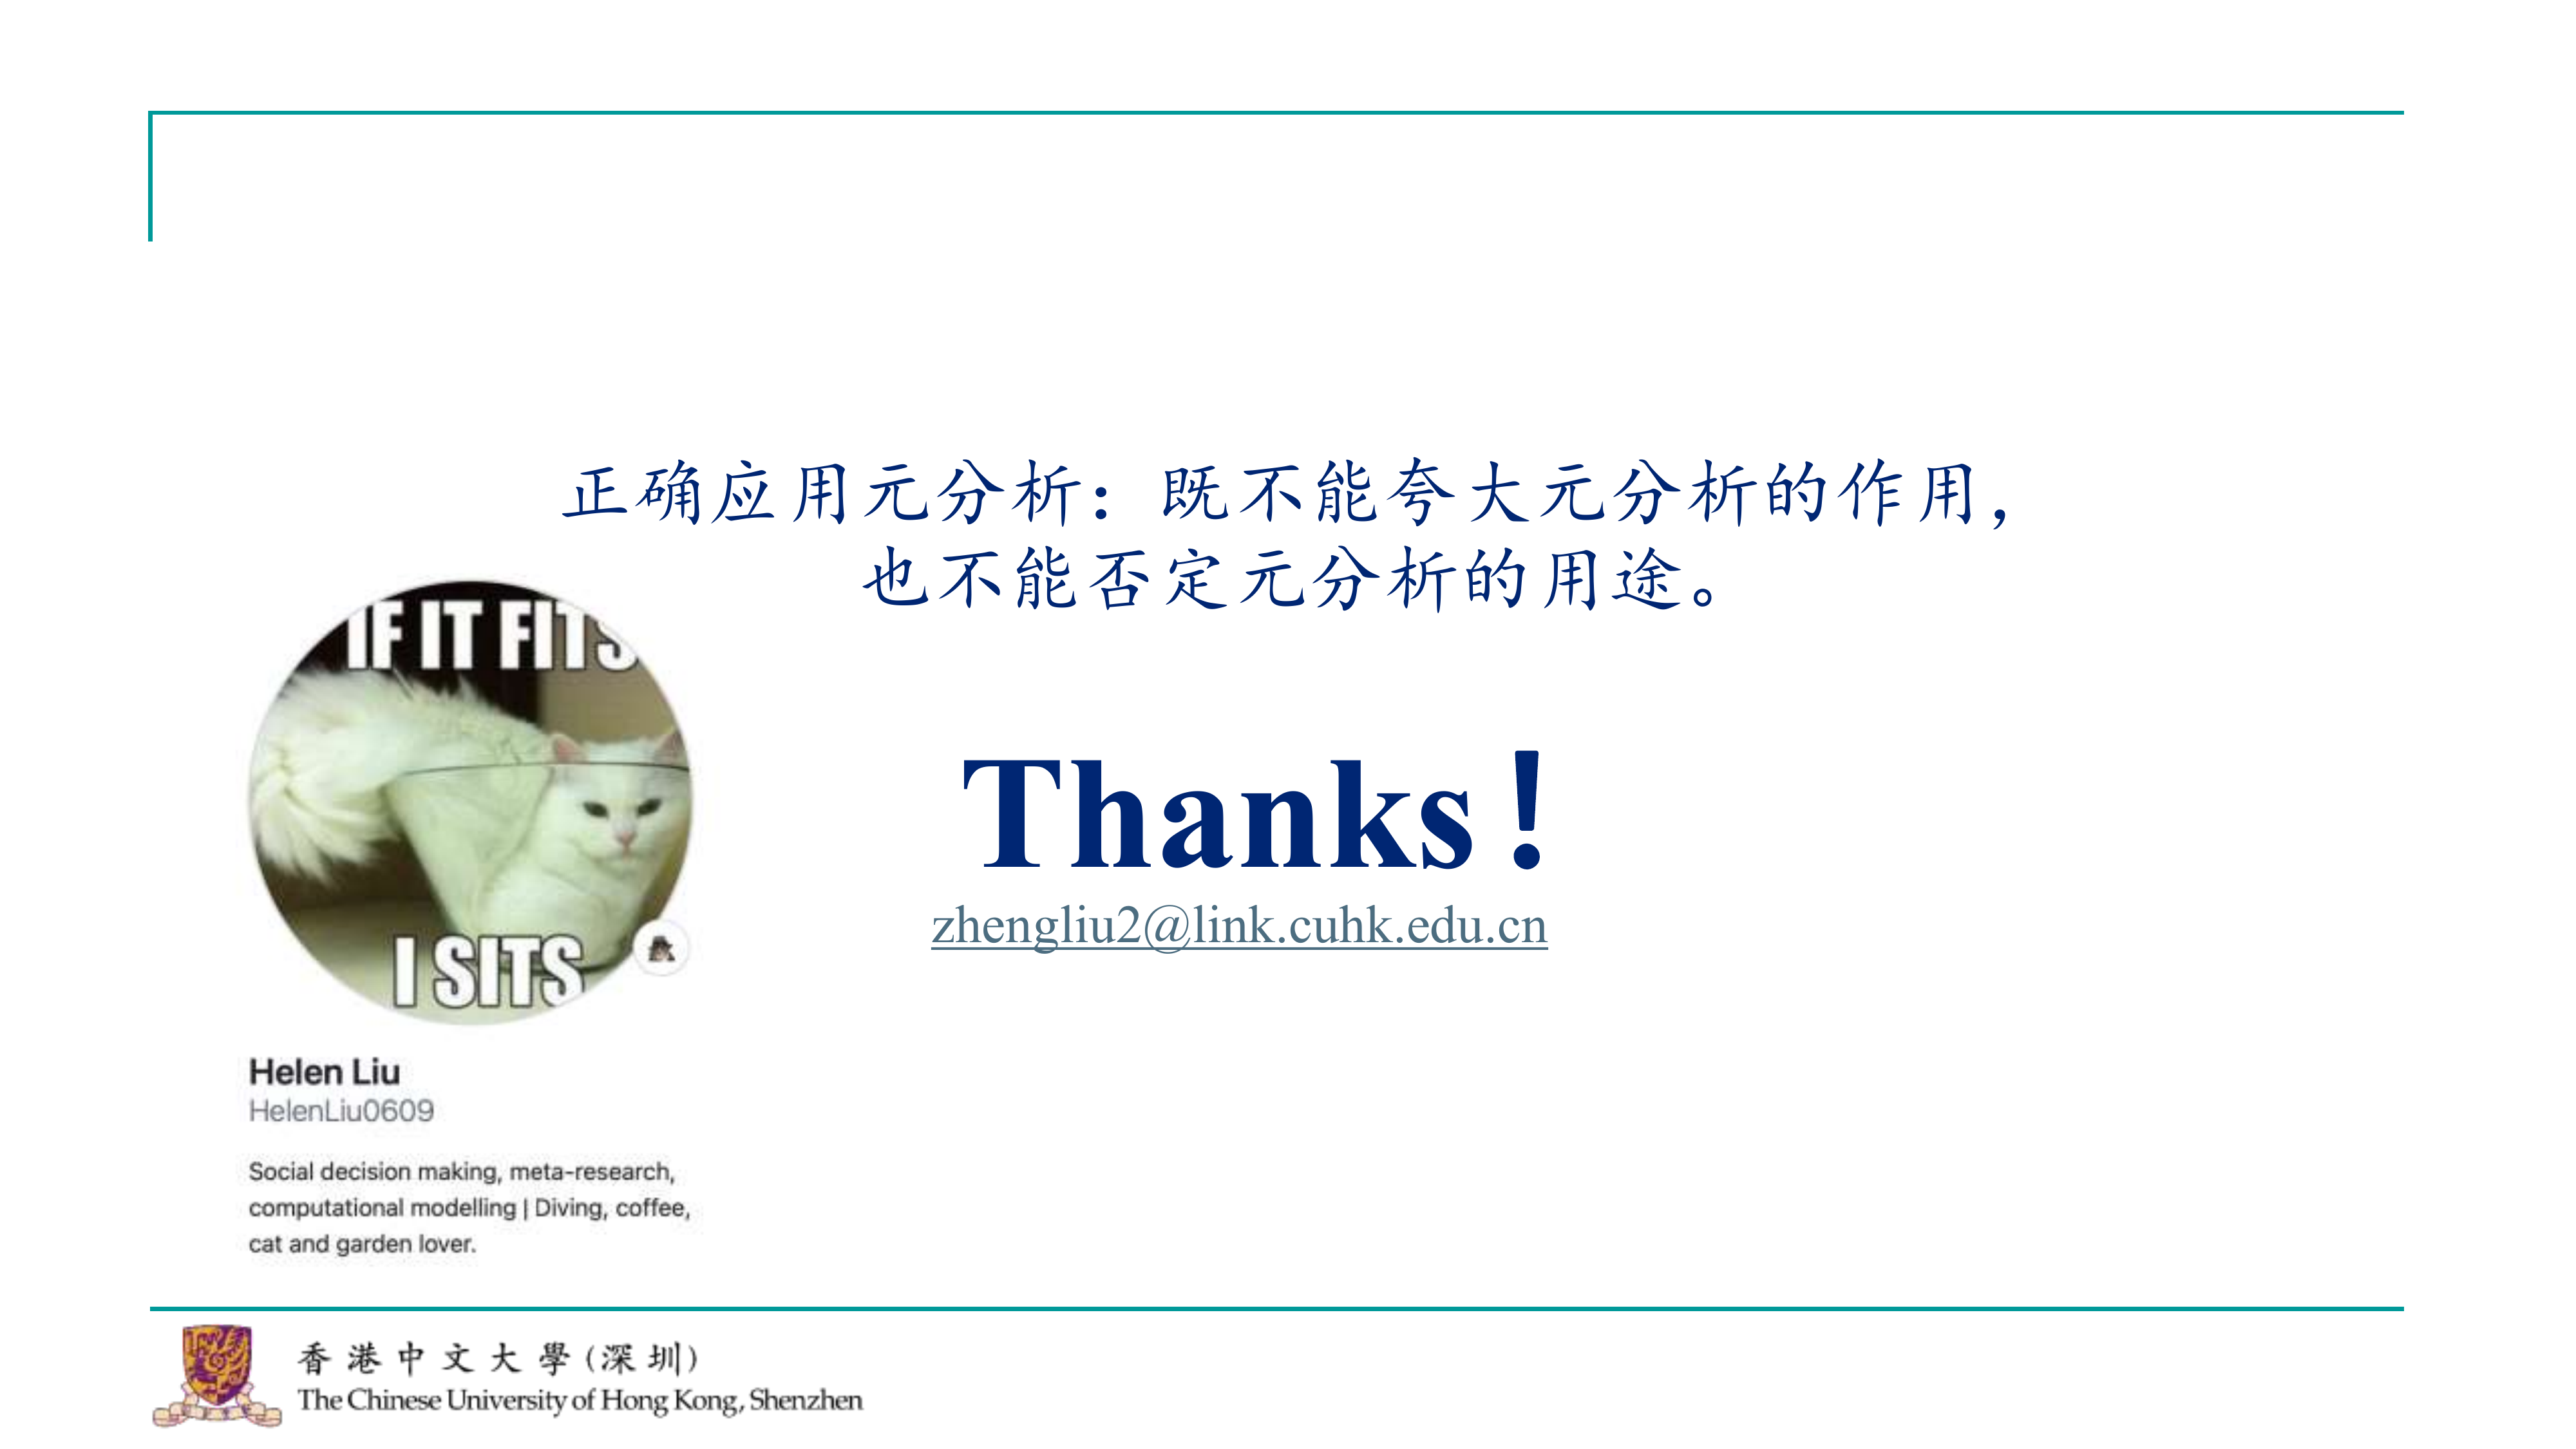 正确应用元分析：既不能夸大元分析的作用，
也不能否定元分析的用途。
IF IT FITS
I SITS
Thanks！
zhengliu2@link.cuhk.edu.cn
Helen Liu
HelenLiu0609
Social decision making, meta-research,
computational modelling | Diving, coffee,
cat and garden lover.
香港中文大學(深圳)
The Chinese University of Hong Kong, Shenzhen